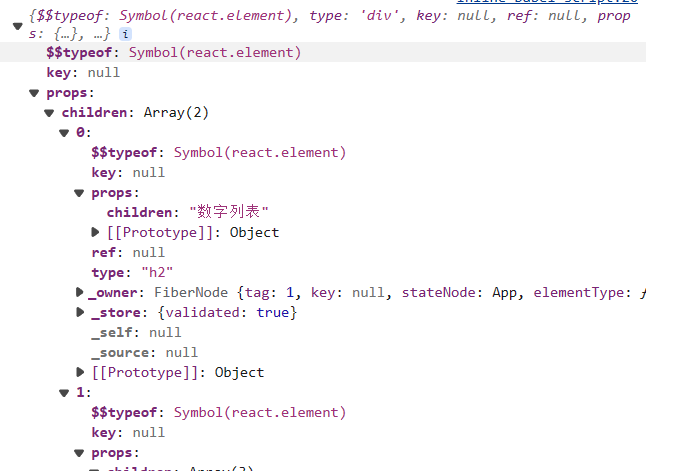 {$$typeof: Symbol(react.element), type: 'div', key: null, ref: null, prop
s: {…}, …} i
$$typeof: Symbol(react.element)
key: null
props:
children: Array(2)
0:
$$typeof: Symbol(react.element)
key: null
props:
children: "数字列表"
[[Prototype]]: Object
ref: null
type: "h2"
_owner: FiberNode {tag: 1, key: null, stateNode: App, elementType: ƒ
_store: {validated: true}
_self: null
_source: null
[[Prototype]]: Object
1:
$$typeof: Symbol(react.element)
key: null
props: